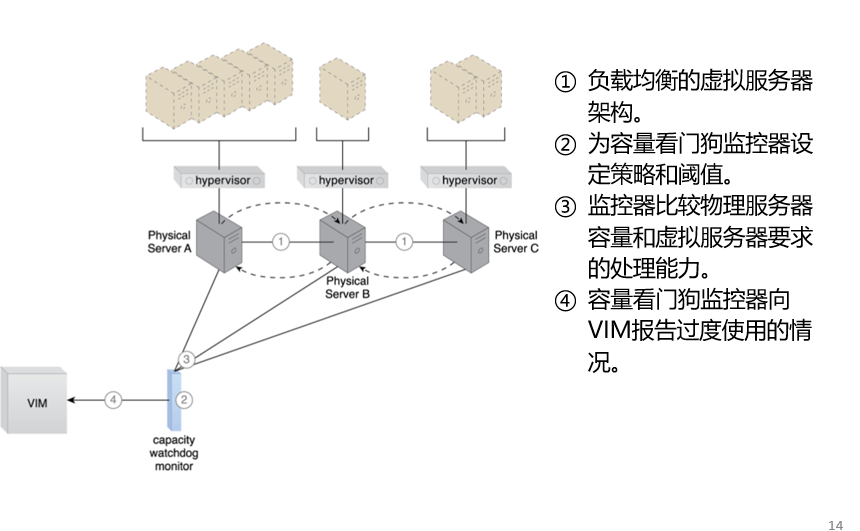 hypervisor
hypervisor
hypervisor
Physical
Server A
1
1
Physical
Server C
Physical
Server B
3
VIM
4
2
capacity
watchdog
monitor
① 负载均衡的虚拟服务器
架构。
② 为容量看门狗监控器设
定策略和阈值。
③ 监控器比较物理服务器
容量和虚拟服务器要求
的处理能力。
④ 容量看门狗监控器向
VIM报告过度使用的情
况。
14